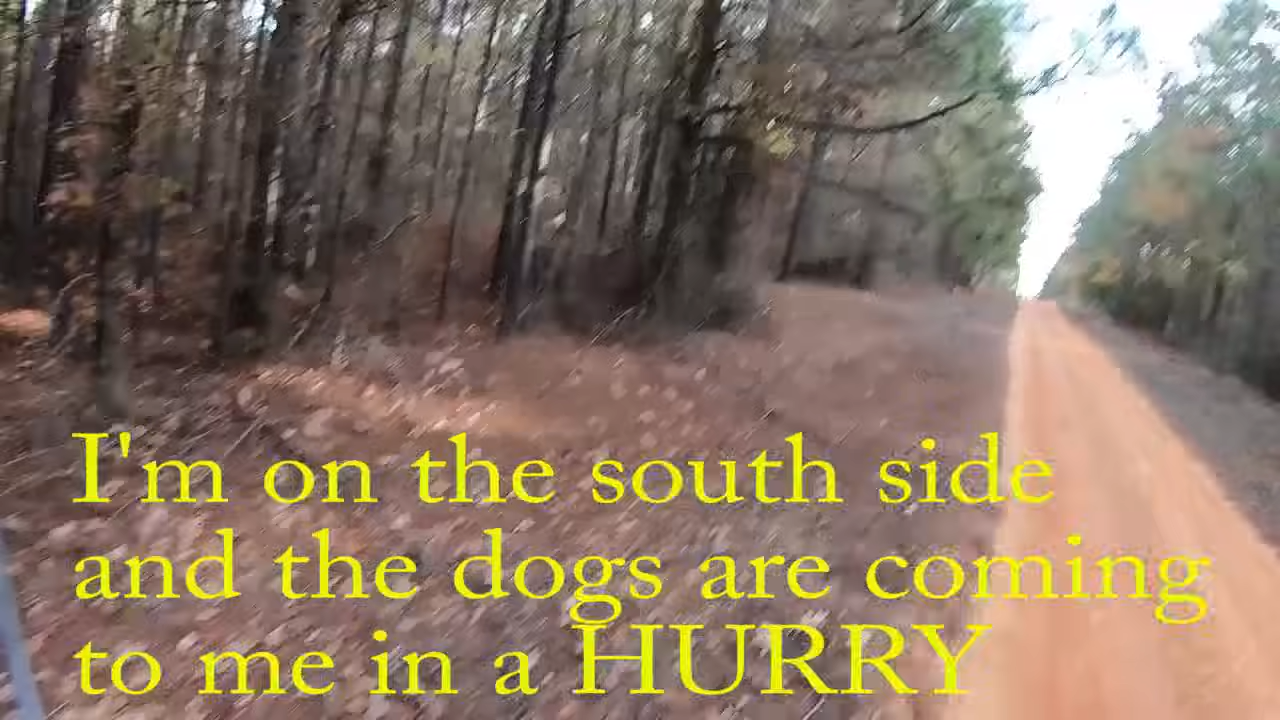 I'm on the south side
and the dogs are coming
to me in a HURRY